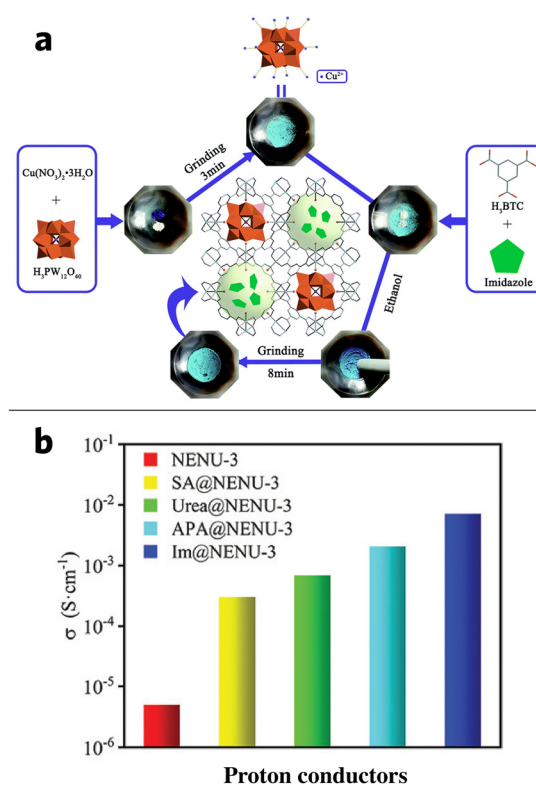 a
• Cu²⁺
Grinding
3min
Cu(NO₃)₂•3H₂O
+
H₃PW₁₂O₄₀
H₃BTC
+
Imidazole
Ethanol
Grinding
8min
b
10⁻¹
10⁻²
10⁻³
10⁻⁴
10⁻⁵
10⁻⁶
σ (S·cm⁻¹)
NENU-3
SA@NENU-3
Urea@NENU-3
APA@NENU-3
Im@NENU-3
Proton conductors